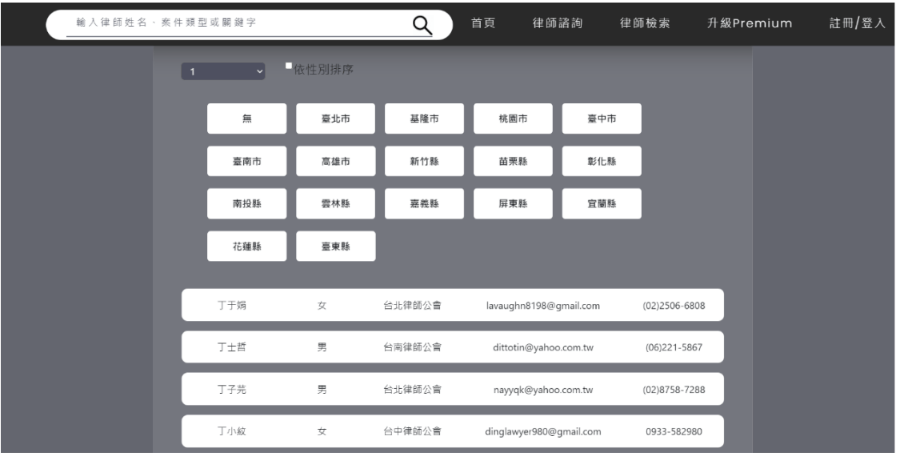 輸入律師姓名、案件類型或關鍵字 首頁 律師諮詢 律師檢索 升級Premium 註冊/登入
1 依性別排序
無 臺北市 基隆市 桃園市 臺中市
臺南市 高雄市 新竹縣 苗栗縣 彰化縣
南投縣 雲林縣 嘉義縣 屏東縣 宜蘭縣
花蓮縣 臺東縣
丁于娟 女 台北律師公會 lavaughn8198@gmail.com (02)2506-6808
丁士哲 男 台南律師公會 dittotin@yahoo.com.tw (06)221-5867
丁子芫 男 台北律師公會 nayyqk@yahoo.com.tw (02)8758-7288
丁小紋 女 台中律師公會 dinglawyer980@gmail.com 0933-582980